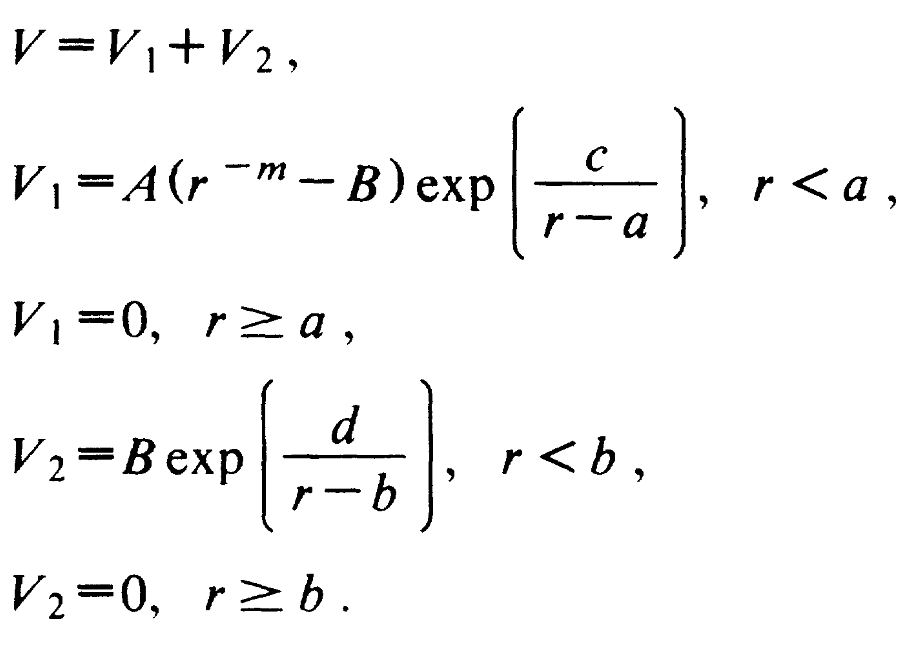 V = V₁ + V₂ ,
V₁ = A(r⁻ᵐ − B) exp( c / (r − a) ), r < a ,
V₁ = 0, r ≥ a ,
V₂ = B exp( d / (r − b) ), r < b ,
V₂ = 0, r ≥ b .